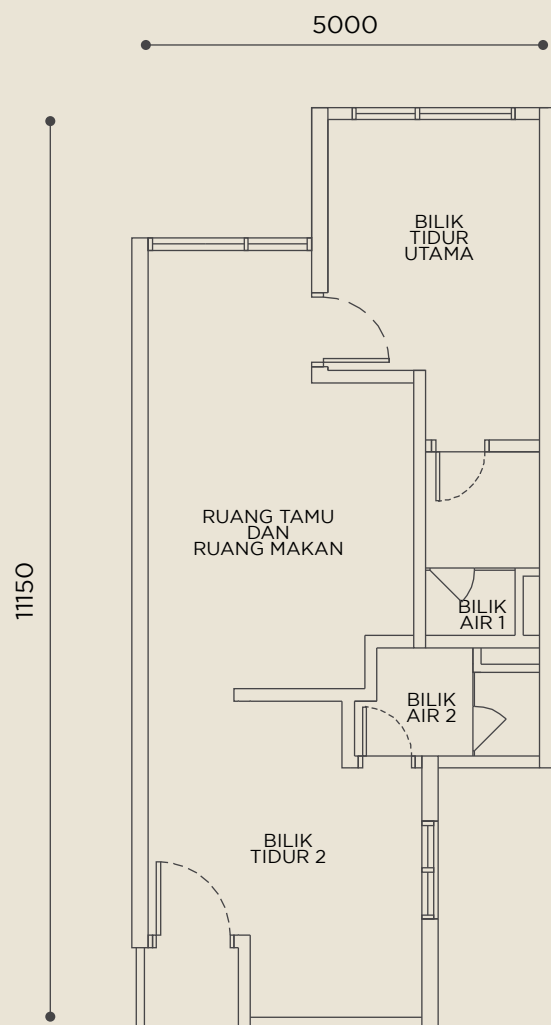 5000
BILIK
TIDUR
UTAMA
11150
RUANG TAMU
DAN
RUANG MAKAN
BILIK
AIR 1
BILIK
AIR 2
BILIK
TIDUR 2